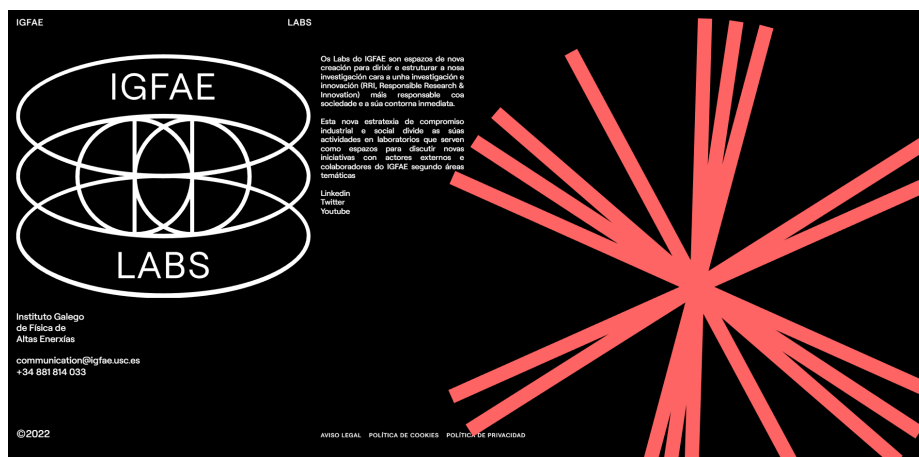 IGFAE
LABS
IGFAE
LABS
Os Labs do IGFAE son espazos de nova
creación para dirixir e estruturar a nosa
investigación cara a unha investigación e
innovación (RRI, Responsible Research &
Innovation) máis responsable coa
sociedade e a súa contorna inmediata.
Esta nova estratexia de compromiso
industrial e social divide as súas
actividades en laboratorios que serven
como espazos para discutir novas
iniciativas con actores externos e
colaboradores do IGFAE segundo áreas
temáticas
Linkedin
Twitter
Youtube
Instituto Galego
de Física de
Altas Enerxías
communication@igfae.usc.es
+34 881 814 033
©2022
AVISO LEGAL POLÍTICA DE COOKIES POLÍTICA DE PRIVACIDAD